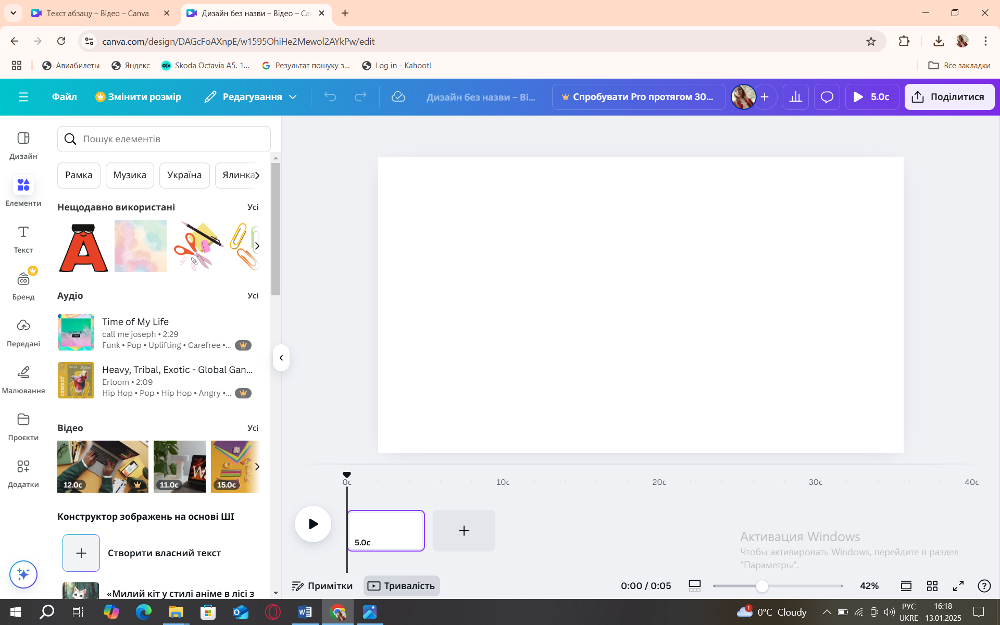 Текст абзацу – Відео – Canva
Дизайн без назви – Відео – Ca
canva.com/design/DAGcFoAXnpE/w1595OhiHe2Mewol2AYkPw/edit
Авиабилеты
Яндекс
Skoda Octavia A5. 1...
Результат пошуку з...
Log in - Kahoot!
Все закладки
Файл
Змінити розмір
Редагування
Дизайн без назви – Ві...
Спробувати Pro протягом 30...
5.0с
Поділитися
Дизайн
Елементи
Текст
Бренд
Передані
Малювання
Проєкти
Додатки
Пошук елементів
Рамка
Музика
Україна
Ялинка
Нещодавно використані
Усі
Аудіо
Усі
Time of My Life
call me joseph • 2:29
Funk • Pop • Uplifting • Carefree •...
Heavy, Tribal, Exotic - Global Gan...
Erloom • 2:09
Hip Hop • Pop • Hip Hop • Angry •...
COWBOY
Відео
Усі
12.0с
11.0с
15.0с
Конструктор зображень на основі ШІ
Створити власний текст
«Милий кіт у стилі аніме в лісі з
0с
10с
20с
30с
40с
5.0с
Активация Windows
Чтобы активировать Windows, перейдите в раздел
"Параметры".
Примітки
Тривалість
0:00 / 0:05
42%
1
0°C Cloudy
РУС
UKRE
16:18
13.01.2025